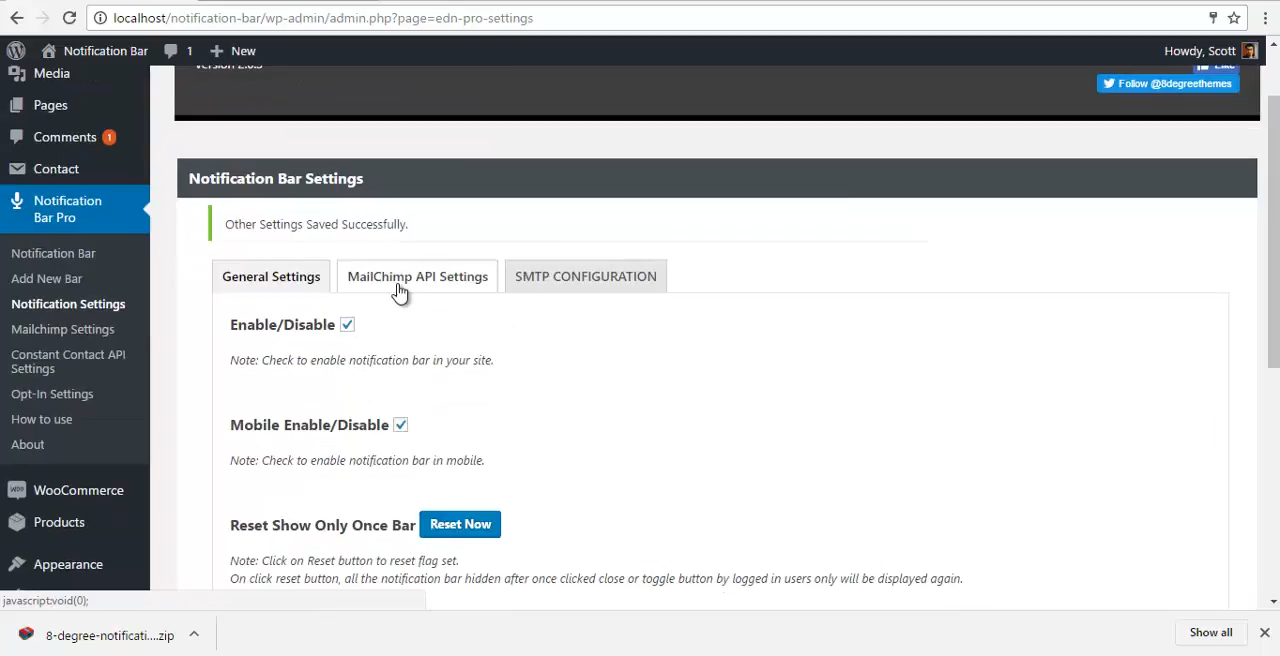 localhost/notification-bar/wp-admin/admin.php?page=edn-pro-settings
Notification Bar
1
New
Howdy, Scott
Media
Pages
Comments 1
Contact
Notification
Bar Pro
Notification Bar
Add New Bar
Notification Settings
Mailchimp Settings
Constant Contact API
Settings
Opt-In Settings
How to use
About
WooCommerce
Products
Appearance
Like
Follow @8degreethemes
Notification Bar Settings
Other Settings Saved Successfully.
General Settings
MailChimp API Settings
SMTP CONFIGURATION
Enable/Disable
Note: Check to enable notification bar in your site.
Mobile Enable/Disable
Note: Check to enable notification bar in mobile.
Reset Show Only Once Bar
Reset Now
Note: Click on Reset button to reset flag set.
On click reset button, all the notification bar hidden after once clicked close or toggle button by logged in users only will be displayed again.
javascript:void(0);
8-degree-notificati....zip
Show all